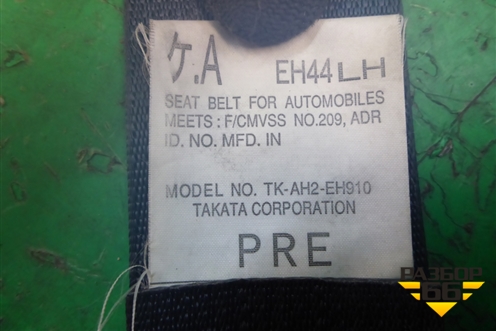 ケ.A EH44LH
SEAT BELT FOR AUTOMOBILES
MEETS : F/CMVSS NO.209, ADR
ID. NO. MFD. IN
MODEL NO. TK-AH2-EH910
TAKATA CORPORATION
PRE
РАЗБОР
66